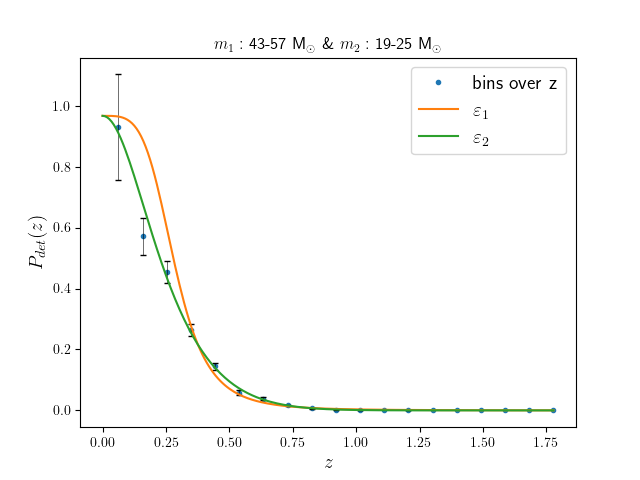 m₁ : 43-57 M☉ & m₂ : 19-25 M☉
bins over z
ε₁
ε₂
P_det(z)
1.0
0.8
0.6
0.4
0.2
0.0
0.00 0.25 0.50 0.75 1.00 1.25 1.50 1.75
z